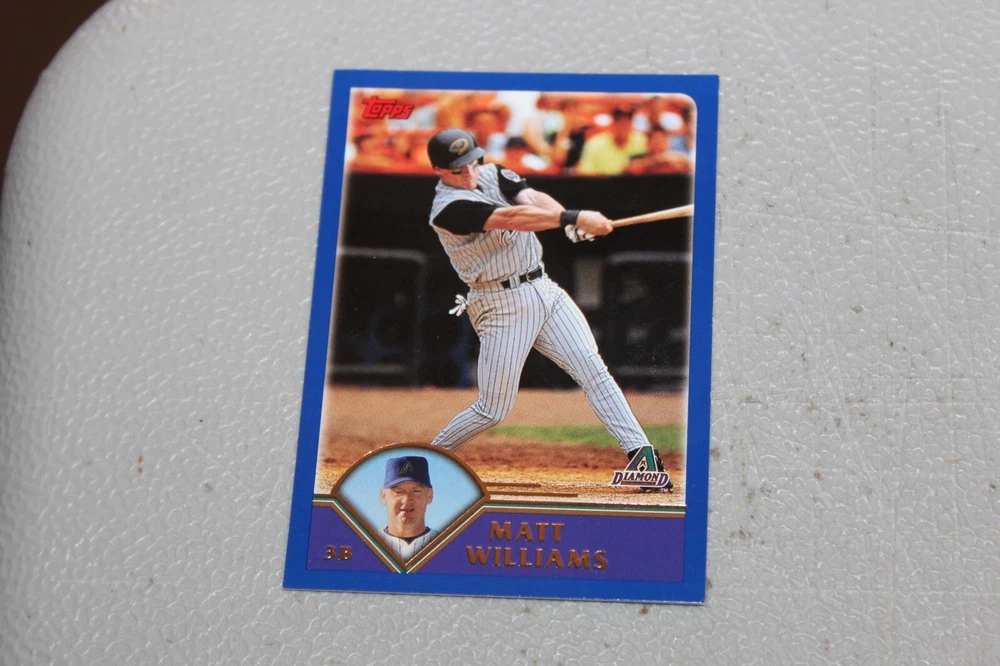 Topps
DIAMOND
3B
MATT
WILLIAMS